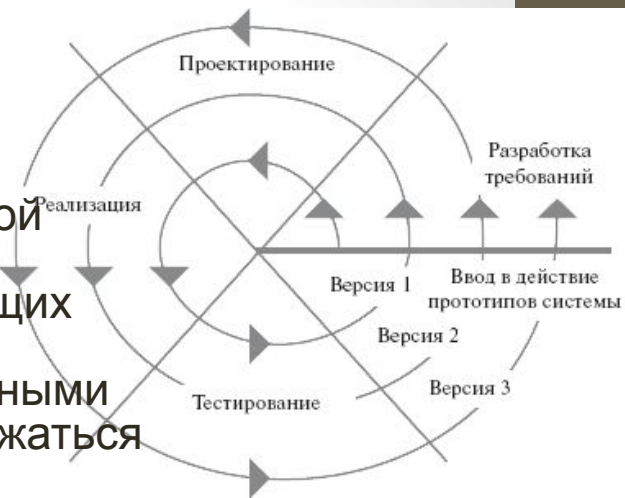 Проектирование
Разработка
требований
Реализация
ой
щих
ными
жаться
Версия 1
Ввод в действие
прототипов системы
Версия 2
Версия 3
Тестирование